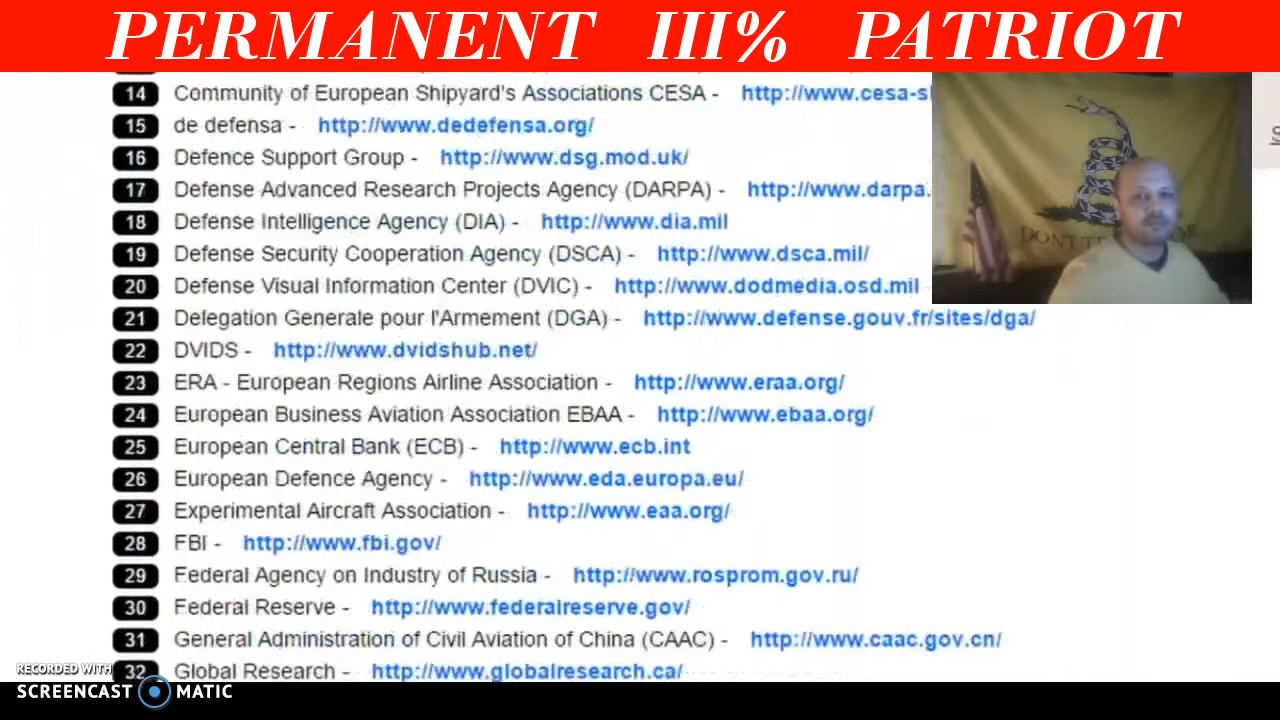 PERMANENT III% PATRIOT
14 Community of European Shipyard's Associations CESA - http://www.cesa-s
15 de defensa - http://www.dedefensa.org/
16 Defence Support Group - http://www.dsg.mod.uk/
17 Defense Advanced Research Projects Agency (DARPA) - http://www.darpa.
18 Defense Intelligence Agency (DIA) - http://www.dia.mil
19 Defense Security Cooperation Agency (DSCA) - http://www.dsca.mil/
20 Defense Visual Information Center (DVIC) - http://www.dodmedia.osd.mil
DON'T
21 Delegation Generale pour l'Armement (DGA) - http://www.defense.gouv.fr/sites/dga/
22 DVIDS - http://www.dvidshub.net/
23 ERA - European Regions Airline Association - http://www.eraa.org/
24 European Business Aviation Association EBAA - http://www.ebaa.org/
25 European Central Bank (ECB) - http://www.ecb.int
26 European Defence Agency - http://www.eda.europa.eu/
27 Experimental Aircraft Association - http://www.eaa.org/
28 FBI - http://www.fbi.gov/
29 Federal Agency on Industry of Russia - http://www.rosprom.gov.ru/
30 Federal Reserve - http://www.federalreserve.gov/
31 General Administration of Civil Aviation of China (CAAC) - http://www.caac.gov.cn/
32 Global Research - http://www.globalresearch.ca/
RECORDED WITH
SCREENCAST MATIC